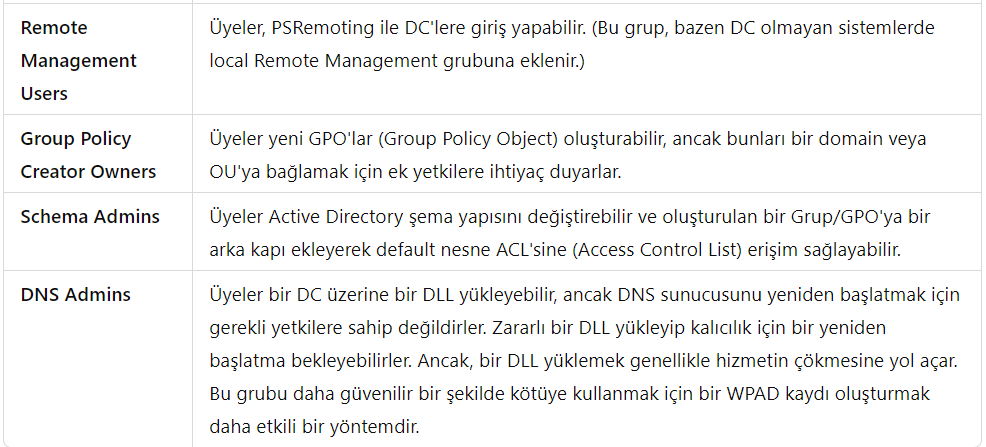 Remote
Management
Users
Üyeler, PSRemoting ile DC'lere giriş yapabilir. (Bu grup, bazen DC olmayan sistemlerde
local Remote Management grubuna eklenir.)
Group Policy
Creator Owners
Üyeler yeni GPO'lar (Group Policy Object) oluşturabilir, ancak bunları bir domain veya
OU'ya bağlamak için ek yetkilere ihtiyaç duyarlar.
Schema Admins
Üyeler Active Directory şema yapısını değiştirebilir ve oluşturulan bir Grup/GPO'ya bir
arka kapı ekleyerek default nesne ACL'sine (Access Control List) erişim sağlayabilir.
DNS Admins
Üyeler bir DC üzerine bir DLL yükleyebilir, ancak DNS sunucusunu yeniden başlatmak için
gerekli yetkilere sahip değildirler. Zararlı bir DLL yükleyip kalıcılık için bir yeniden
başlatma bekleyebilirler. Ancak, bir DLL yüklemek genellikle hizmetin çökmesine yol açar.
Bu grubu daha güvenilir bir şekilde kötüye kullanmak için bir WPAD kaydı oluşturmak
daha etkili bir yöntemdir.